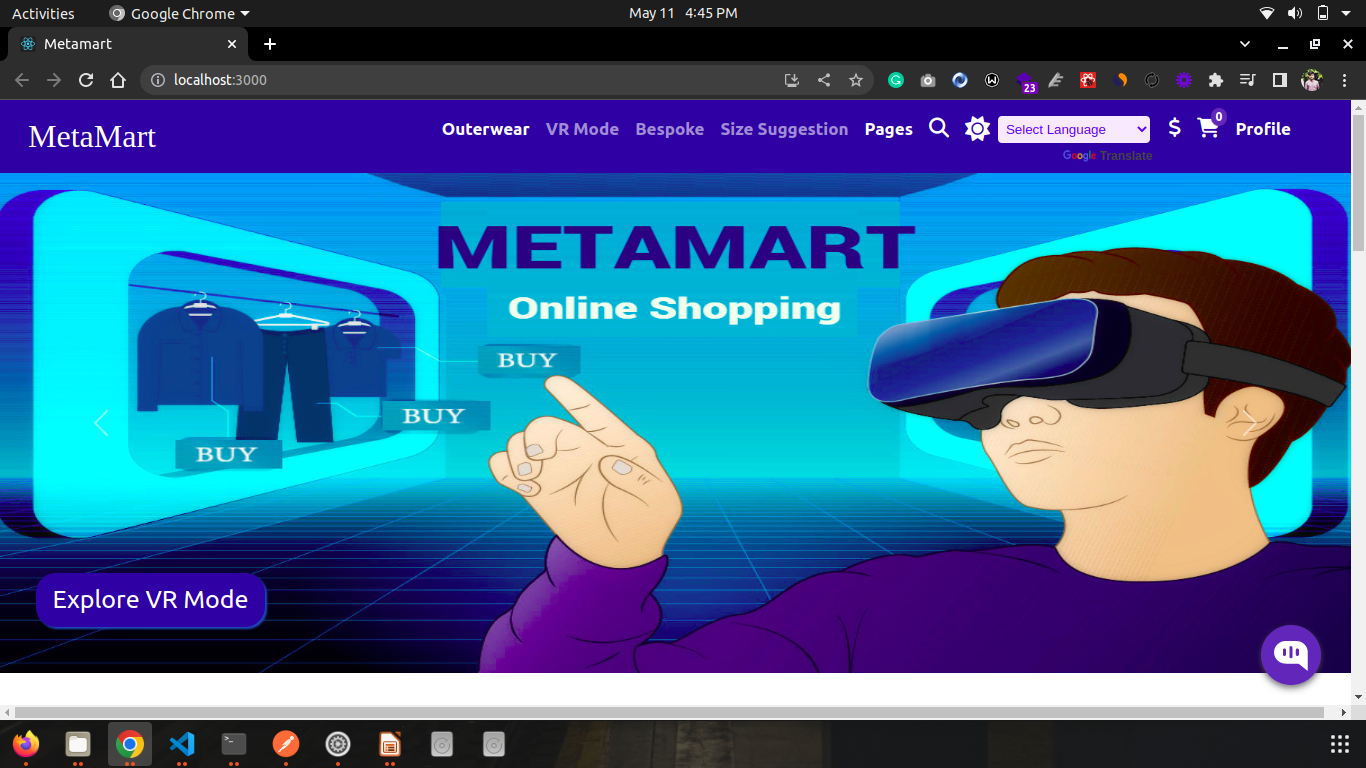 Activities
Google Chrome
May 11 4:45 PM
Metamart
localhost:3000
23
MetaMart
Outerwear
VR Mode
Bespoke
Size Suggestion
Pages
Select Language
$
0
Profile
Google Translate
METAMART
Online Shopping
BUY
BUY
BUY
Explore VR Mode